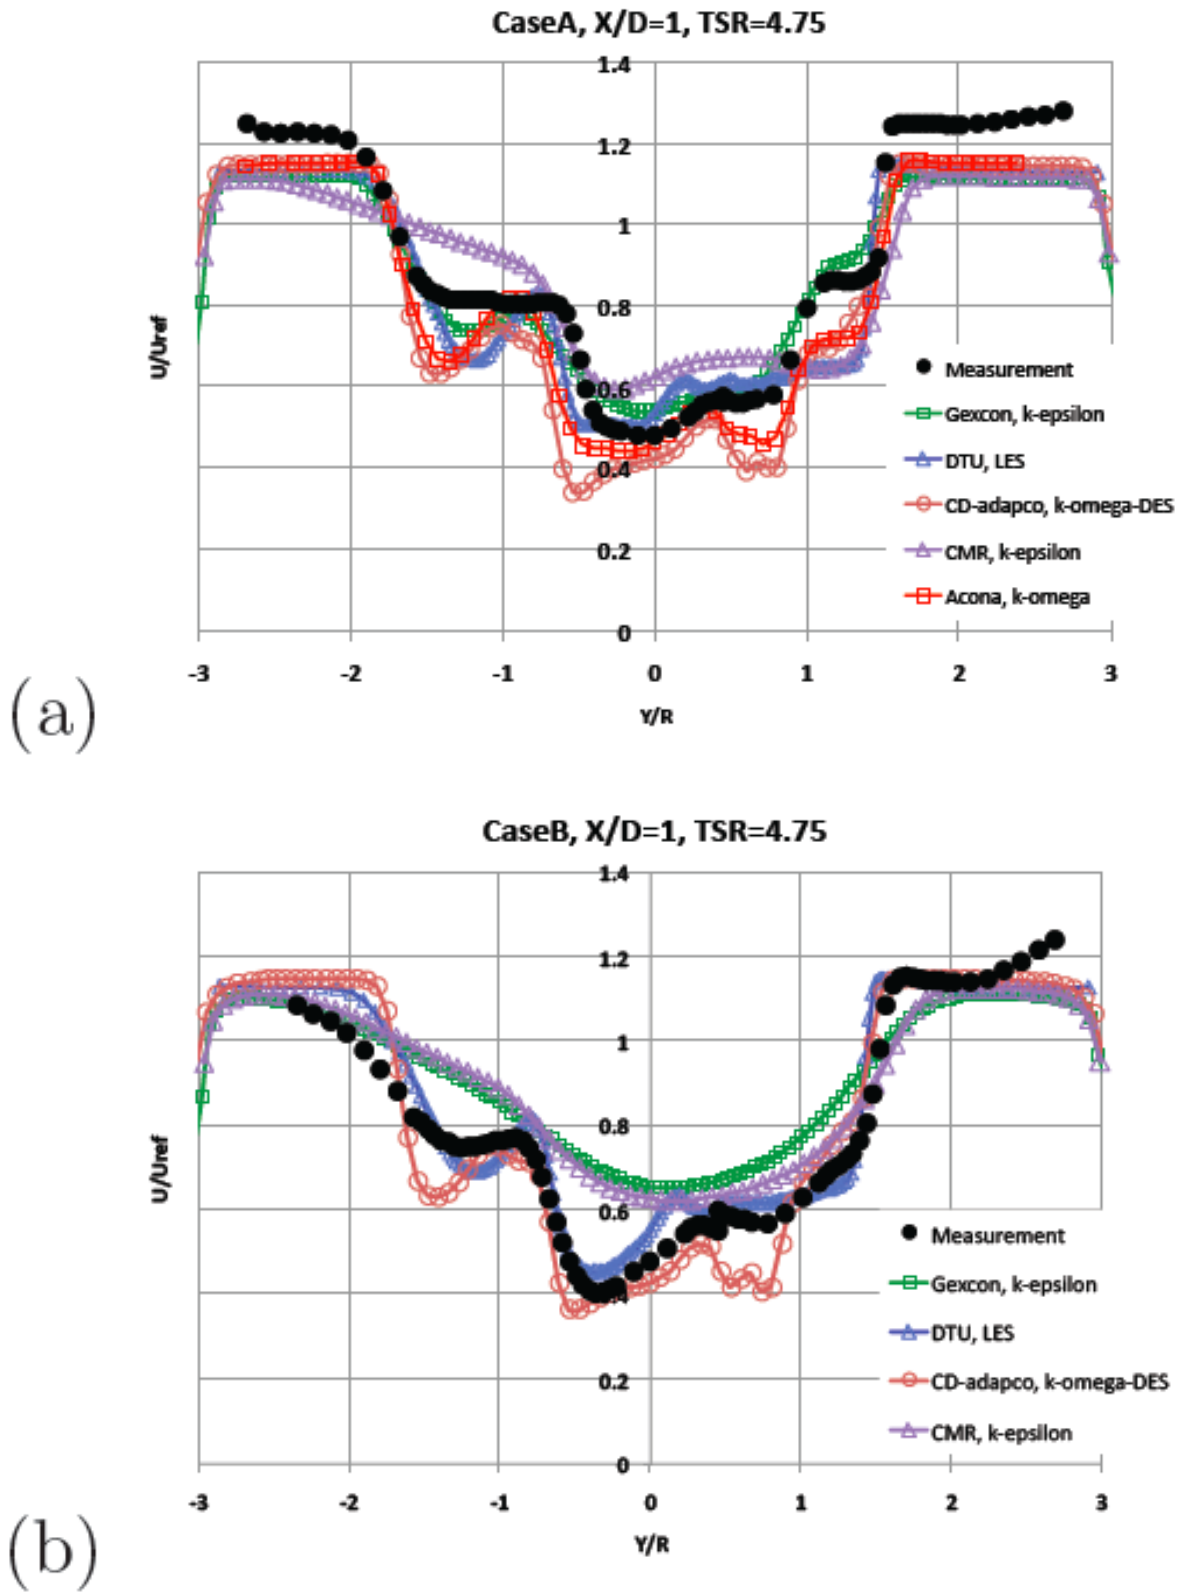 CaseA, X/D=1, TSR=4.75
1.4
1.2
1
0.8
0.6
0.4
0.2
0
U/Uref
-3 -2 -1 0 1 2 3
Y/R
Measurement
Gexcon, k-epsilon
DTU, LES
CD-adapco, k-omega-DES
CMR, k-epsilon
Acona, k-omega
(a)
CaseB, X/D=1, TSR=4.75
1.4
1.2
1
0.8
0.6
0.4
0.2
0
U/Uref
-3 -2 -1 0 1 2 3
Y/R
Measurement
Gexcon, k-epsilon
DTU, LES
CD-adapco, k-omega-DES
CMR, k-epsilon
(b)